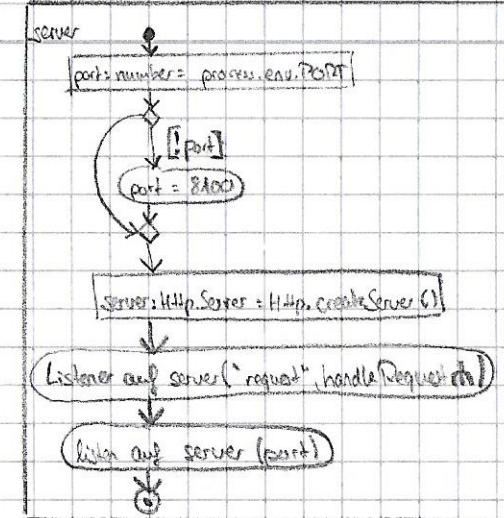 server
port: number = process.env.PORT
[!port]
port = 8100
server: Http.Server = Http.createServer()
Listener auf server("request", handleRequest)
listen auf server (port)